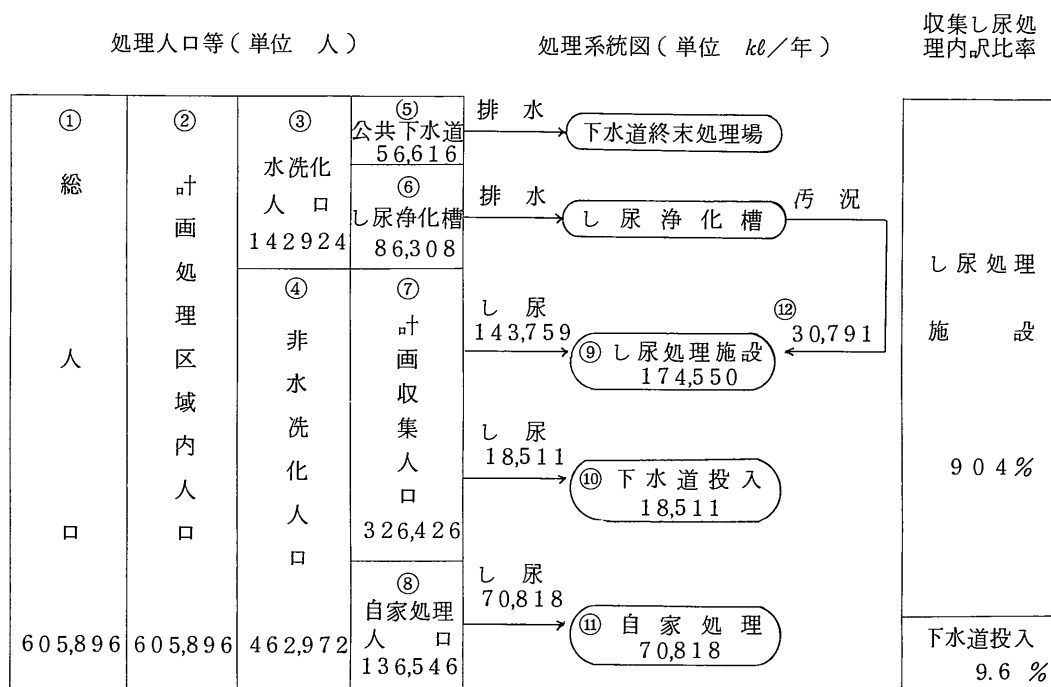 処理人口等(単位 人)
処理系統図(単位 kℓ/年)
収集し尿処
理内訳比率
①
総人口
605,896
②
計画処理区域内人口
605,896
③
水洗化
人口
142924
④
非水洗化人口
462,972
⑤
公共下水道
56,616
⑥
し尿浄化槽
86,308
⑦
計画収集人口
326,426
⑧
自家処理
人口
136,546
排水
下水道終末処理場
排水
し尿浄化槽
汚況
し尿
143,759
⑨し尿処理施設
174,550
⑫
30,791
し尿
18,511
⑩下水道投入
18,511
し尿
70,818
⑪自家処理
70,818
し尿処理
施設
904%
下水道投入
9.6 %